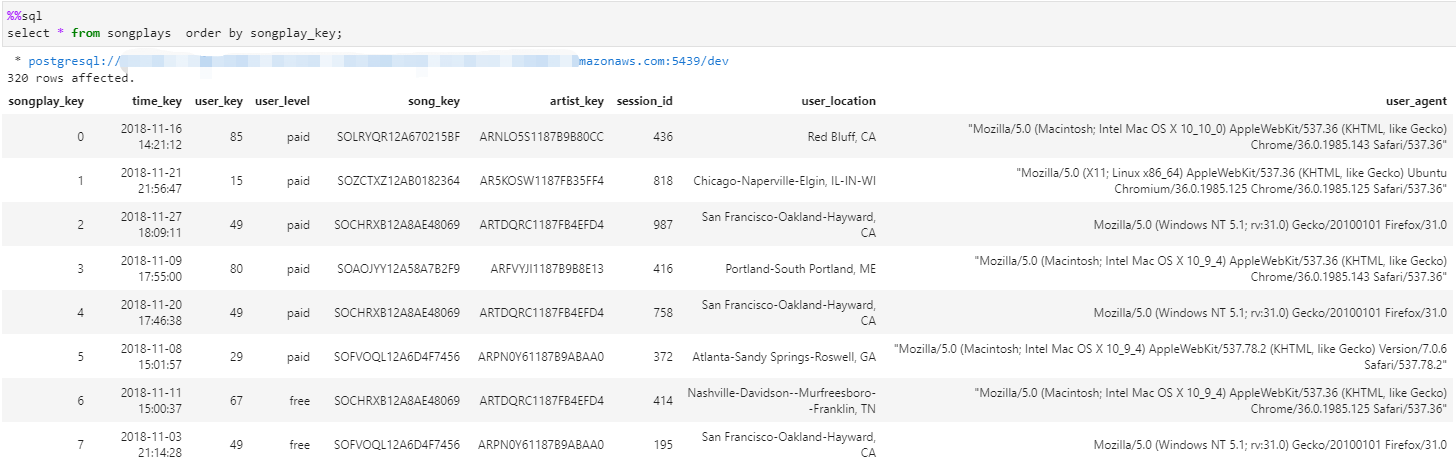 %%sql
select * from songplays  order by songplay_key;
* postgresql:// mazonaws.com:5439/dev
320 rows affected.
songplay_key time_key user_key user_level song_key artist_key session_id user_location user_agent
0 2018-11-16 14:21:12 85 paid SOLRYQR12A670215BF ARNLO5S1187B9B80CC 436 Red Bluff, CA "Mozilla/5.0 (Macintosh; Intel Mac OS X 10_10_0) AppleWebKit/537.36 (KHTML, like Gecko) Chrome/36.0.1985.143 Safari/537.36"
1 2018-11-21 21:56:47 15 paid SOZCTXZ12AB0182364 AR5KOSW1187FB35FF4 818 Chicago-Naperville-Elgin, IL-IN-WI "Mozilla/5.0 (X11; Linux x86_64) AppleWebKit/537.36 (KHTML, like Gecko) Ubuntu Chromium/36.0.1985.125 Chrome/36.0.1985.125 Safari/537.36"
2 2018-11-27 18:09:11 49 paid SOCHRXB12A8AE48069 ARTDQRC1187FB4EFD4 987 San Francisco-Oakland-Hayward, CA Mozilla/5.0 (Windows NT 5.1; rv:31.0) Gecko/20100101 Firefox/31.0
3 2018-11-09 17:55:00 80 paid SOAOJYY12A58A7B2F9 ARFVYJI1187B9B8E13 416 Portland-South Portland, ME "Mozilla/5.0 (Macintosh; Intel Mac OS X 10_9_4) AppleWebKit/537.36 (KHTML, like Gecko) Chrome/36.0.1985.143 Safari/537.36"
4 2018-11-20 17:46:38 49 paid SOCHRXB12A8AE48069 ARTDQRC1187FB4EFD4 758 San Francisco-Oakland-Hayward, CA Mozilla/5.0 (Windows NT 5.1; rv:31.0) Gecko/20100101 Firefox/31.0
5 2018-11-08 15:01:57 29 paid SOFVOQL12A6D4F7456 ARPN0Y61187B9ABAA0 372 Atlanta-Sandy Springs-Roswell, GA "Mozilla/5.0 (Macintosh; Intel Mac OS X 10_9_4) AppleWebKit/537.78.2 (KHTML, like Gecko) Version/7.0.6 Safari/537.78.2"
6 2018-11-11 15:00:37 67 free SOCHRXB12A8AE48069 ARTDQRC1187FB4EFD4 414 Nashville-Davidson--Murfreesboro--Franklin, TN "Mozilla/5.0 (Macintosh; Intel Mac OS X 10_9_4) AppleWebKit/537.36 (KHTML, like Gecko) Chrome/36.0.1985.125 Safari/537.36"
7 2018-11-03 21:14:28 49 free SOFVOQL12A6D4F7456 ARPN0Y61187B9ABAA0 195 San Francisco-Oakland-Hayward, CA Mozilla/5.0 (Windows NT 5.1; rv:31.0) Gecko/20100101 Firefox/31.0